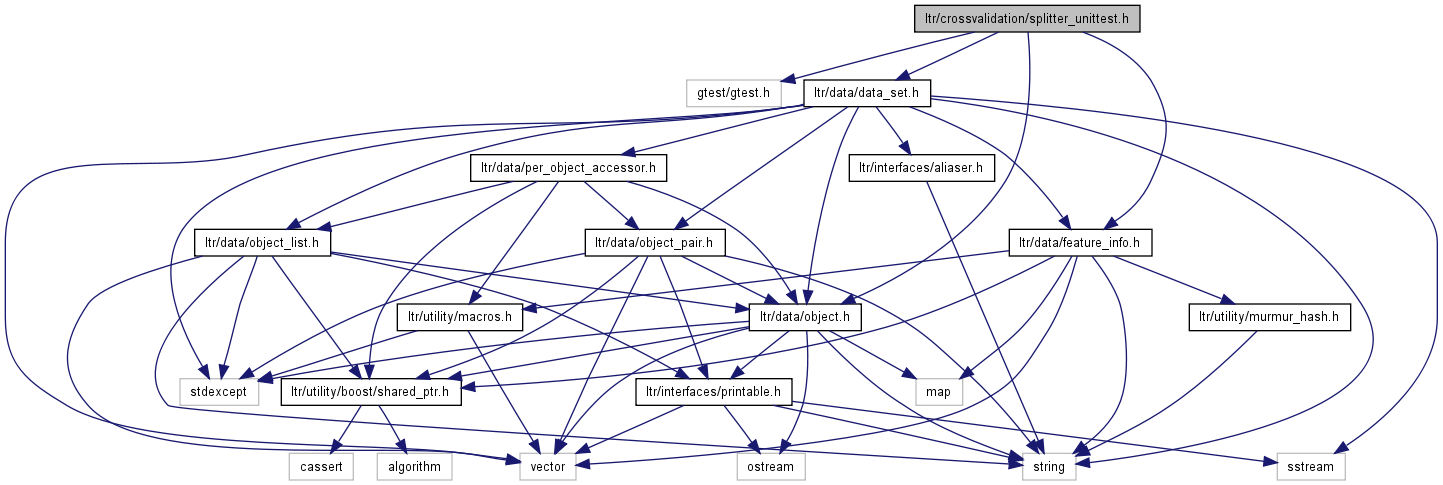 ltr/crossvalidation/splitter_unittest.h
gtest/gtest.h
ltr/data/data_set.h
ltr/data/per_object_accessor.h
ltr/interfaces/aliaser.h
ltr/data/object_list.h
ltr/data/object_pair.h
ltr/data/feature_info.h
ltr/utility/macros.h
ltr/data/object.h
ltr/utility/murmur_hash.h
stdexcept
ltr/utility/boost/shared_ptr.h
ltr/interfaces/printable.h
map
cassert
algorithm
vector
ostream
string
sstream